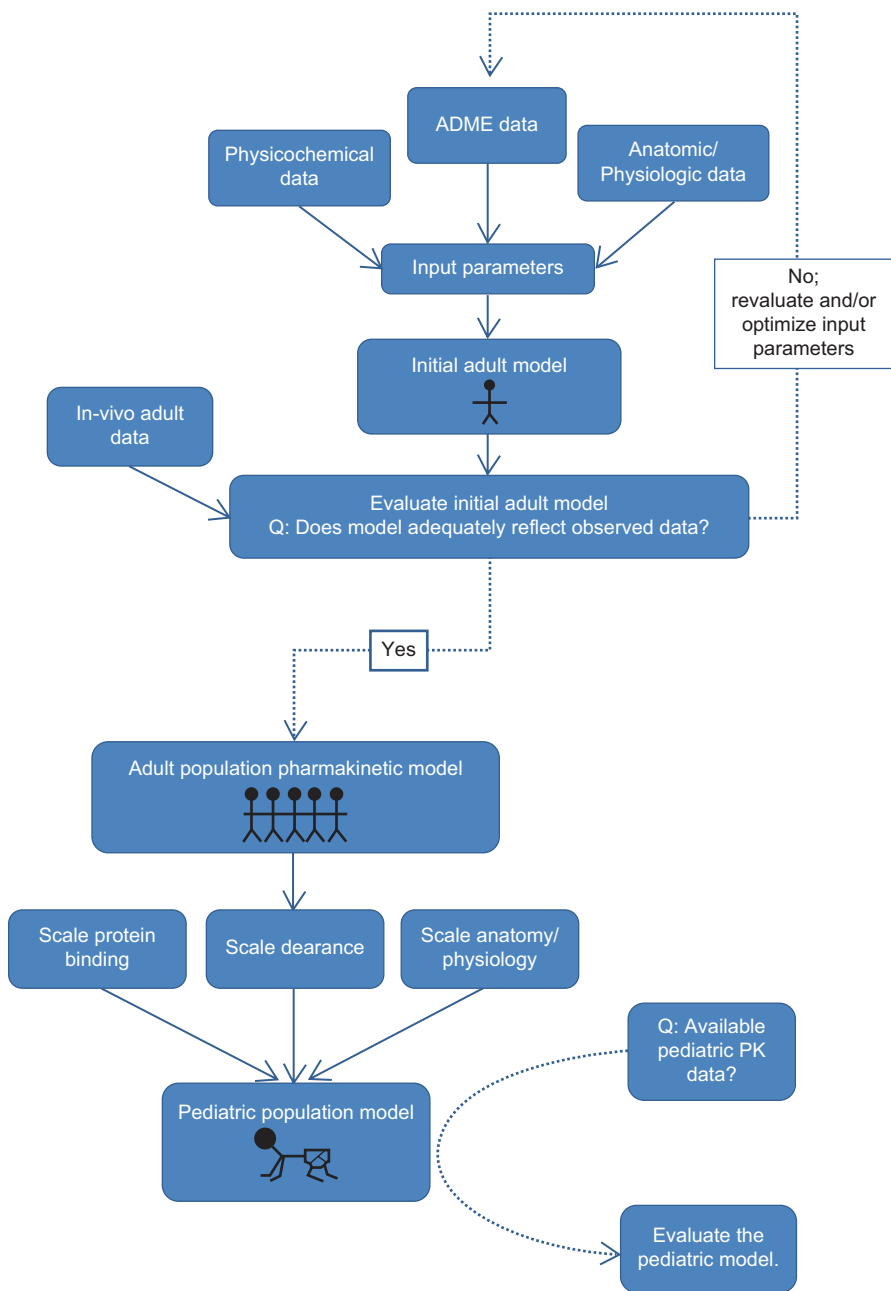 ADME data
Physicochemical
data
Anatomic/
Physiologic data
Input parameters
No;
revaluate and/or
optimize input
parameters
Initial adult model
In-vivo adult
data
Evaluate initial adult model
Q: Does model adequately reflect observed data?
Yes
Adult population pharmakinetic model
Scale protein
binding
Scale dearance
Scale anatomy/
physiology
Q: Available
pediatric PK
data?
Pediatric population model
Evaluate the
pediatric model.